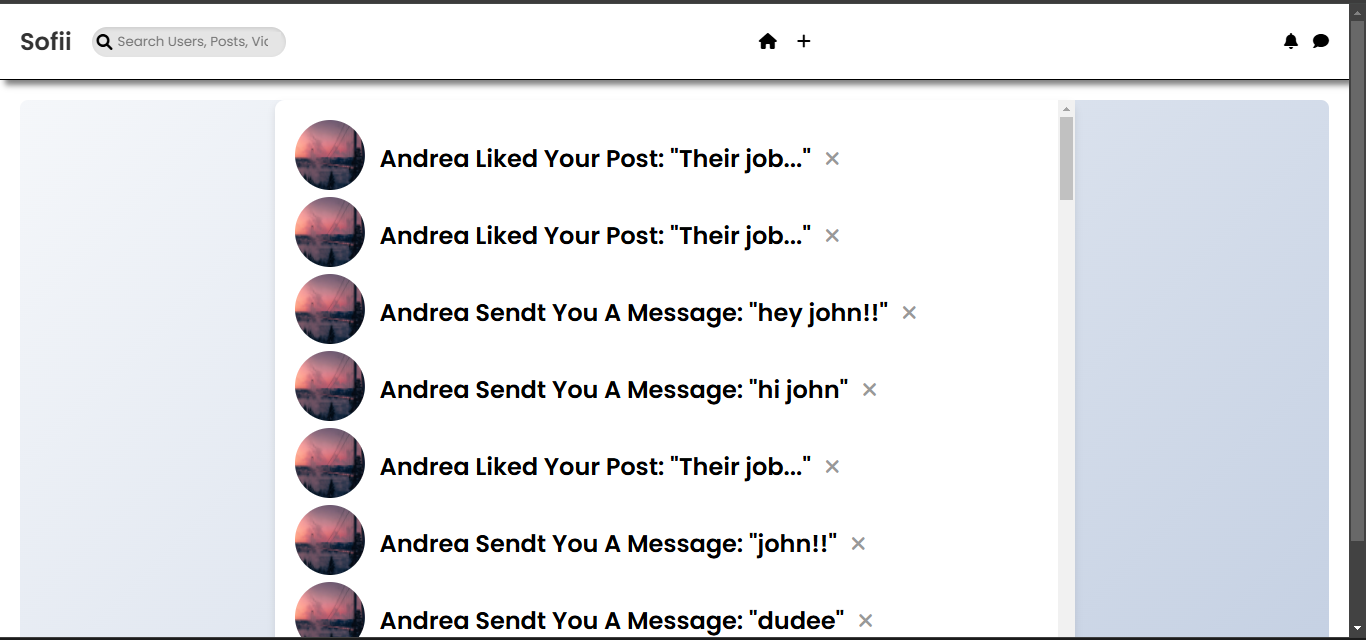 Sofii
Search Users, Posts, Vic
Andrea Liked Your Post: "Their job..." ×
Andrea Liked Your Post: "Their job..." ×
Andrea Sendt You A Message: "hey john!!" ×
Andrea Sendt You A Message: "hi john" ×
Andrea Liked Your Post: "Their job..." ×
Andrea Sendt You A Message: "john!!" ×
Andrea Sendt You A Message: "dudee" ×